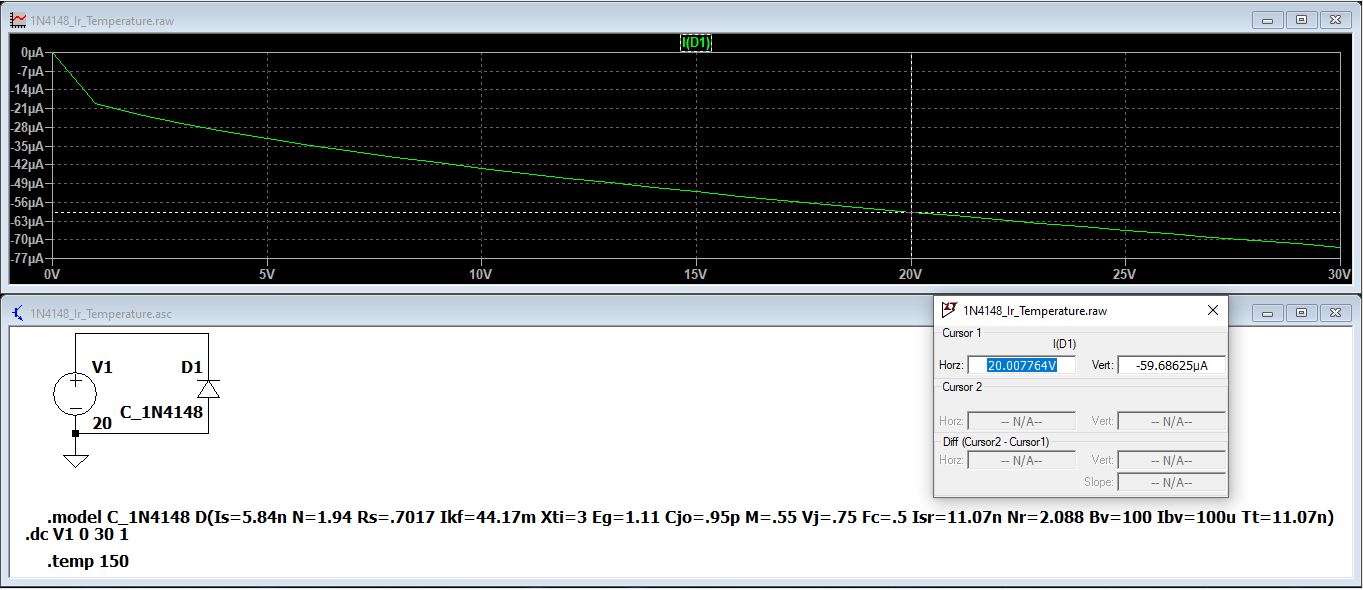 1N4148_Ir_Temperature.raw
I(D1)
0µA
-7µA
-14µA
-21µA
-28µA
-35µA
-42µA
-49µA
-56µA
-63µA
-70µA
-77µA
0V 5V 10V 15V 20V 25V 30V
1N4148_Ir_Temperature.asc
V1
D1
C_1N4148
20
1N4148_Ir_Temperature.raw
Cursor 1
I(D1)
Horz: 20.007764V Vert: -59.68625µA
Cursor 2
Horz: -- N/A-- Vert: -- N/A--
Diff (Cursor2 - Cursor1)
Horz: -- N/A-- Vert: -- N/A--
Slope: -- N/A--
.model C_1N4148 D(Is=5.84n N=1.94 Rs=.7017 Ikf=44.17m Xti=3 Eg=1.11 Cjo=.95p M=.55 Vj=.75 Fc=.5 Isr=11.07n Nr=2.088 Bv=100 Ibv=100u Tt=11.07n)
.dc V1 0 30 1
.temp 150